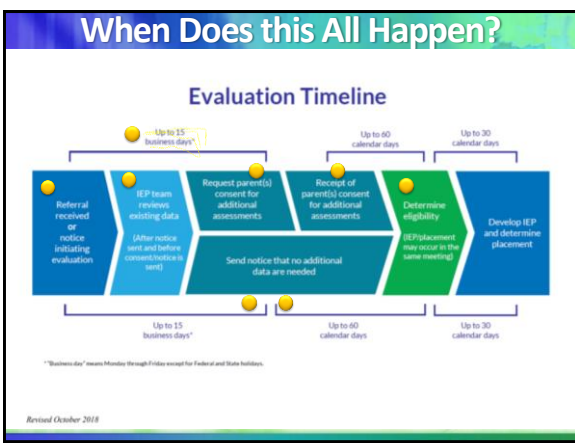 When Does this All Happen?
Evaluation Timeline
Up to 15
business days*
Up to 60
calendar days
Up to 30
calendar days
Referral
received
or
notice
initiating
evaluation
IEP team
reviews
existing data
(After notice
sent and before
consent/notice is
sent)
Request parent(s)
consent for
additional
assessments
Receipt of
parent(s) consent
for additional
assessments
Send notice that no additional
data are needed
Determine
eligibility
(IEP/placement
may occur in the
same meeting)
Develop IEP
and determine
placement
Up to 15
business days*
Up to 60
calendar days
Up to 30
calendar days
* "Business day" means Monday through Friday except for Federal and State holidays.
Revised October 2018